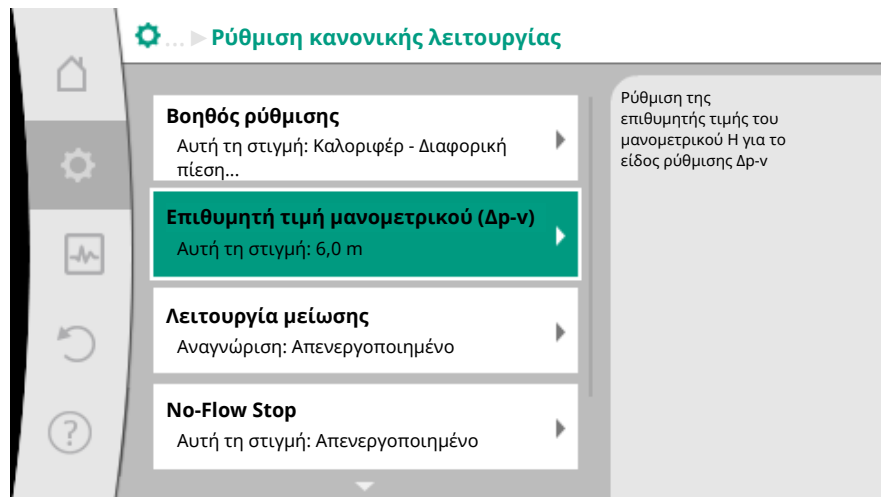 ... ▶ Ρύθμιση κανονικής λειτουργίας
Βοηθός ρύθμισης
Αυτή τη στιγμή: Καλοριφέρ - Διαφορική
πίεση...
Επιθυμητή τιμή μανομετρικού (Δp-v)
Αυτή τη στιγμή: 6,0 m
Λειτουργία μείωσης
Αναγνώριση: Απενεργοποιημένο
No-Flow Stop
Αυτή τη στιγμή: Απενεργοποιημένο
Ρύθμιση της
επιθυμητής τιμής του
μανομετρικού H για το
είδος ρύθμισης Δp-v
?